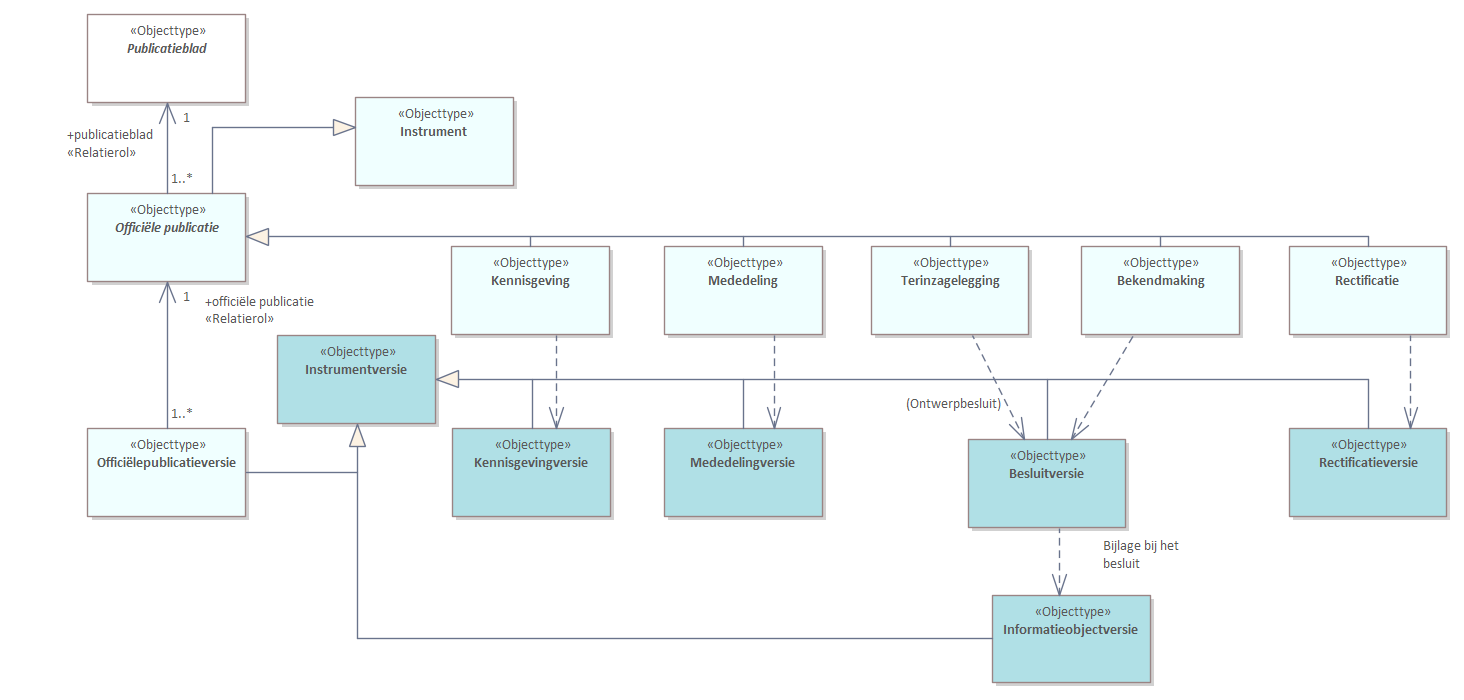 «Objecttype»
Publicatieblad
«Objecttype»
Instrument
1
+publicatieblad
«Relatierol»
1..*
«Objecttype»
Officiële publicatie
«Objecttype»
Kennisgeving
«Objecttype»
Mededeling
«Objecttype»
Terinzagelegging
«Objecttype»
Bekendmaking
«Objecttype»
Rectificatie
1
+officiële publicatie
«Relatierol»
«Objecttype»
Instrumentversie
(Ontwerpbesluit)
1..*
«Objecttype»
Officiëlepublicatieversie
«Objecttype»
Kennisgevingversie
«Objecttype»
Mededelingversie
«Objecttype»
Besluitversie
«Objecttype»
Rectificatieversie
Bijlage bij het
besluit
«Objecttype»
Informatieobjectversie